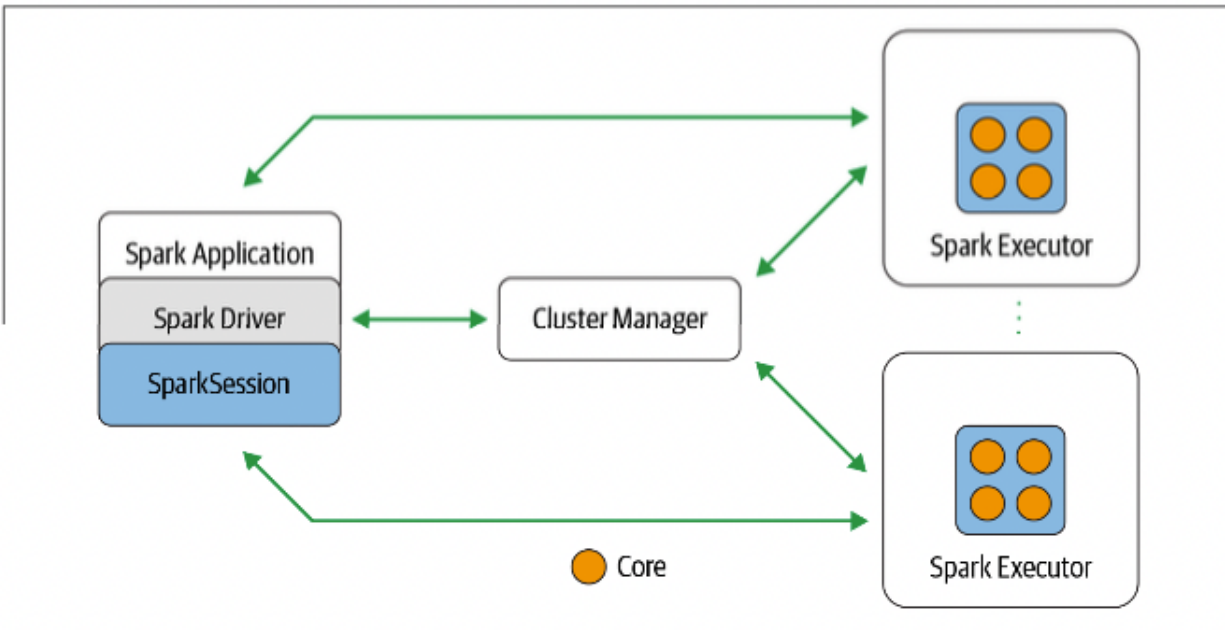 Spark Application
Spark Driver
SparkSession
Cluster Manager
Spark Executor
Spark Executor
Core